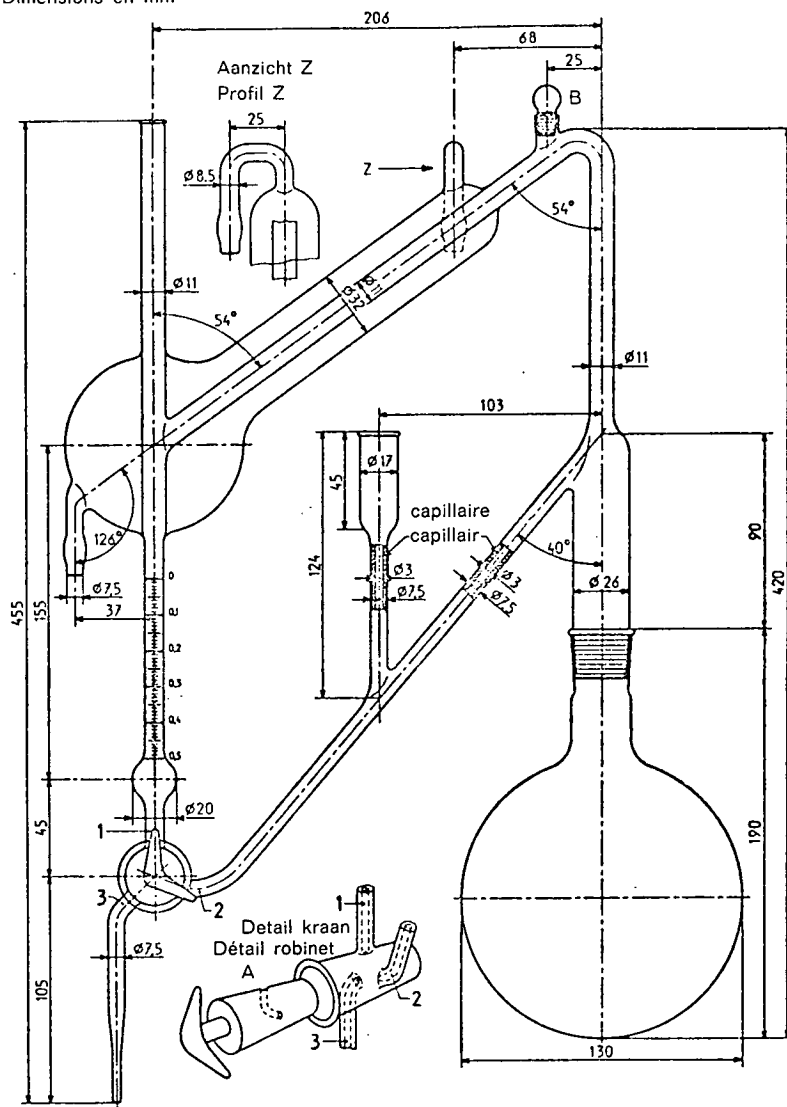 Dimensions en mm
206
68
25
B
Aanzicht Z
Profil Z
25
Z
Ø8.5
54°
Ø11
Ø11
Ø32
54°
Ø11
103
45
Ø17
capillaire
capillair
40°
90
126°
124
Ø3
Ø7,5
Ø3
Ø7,5
Ø26
420
455
155
Ø7,5
37
0
0,1
0,2
0,3
0,4
0,5
Ø20
45
1
190
3
2
1
Detail kraan
Détail robinet
A
2
Ø7,5
105
3
130